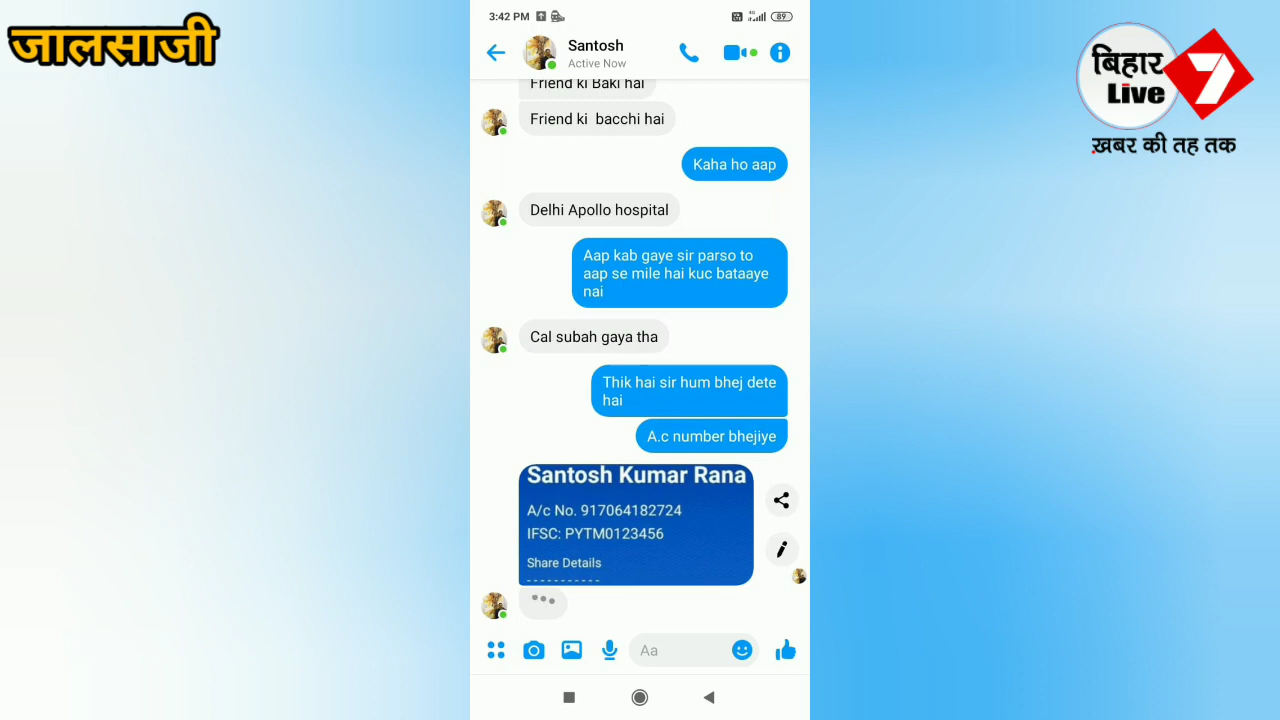 जालसाजी
3:42 PM
89
Santosh
Active Now
Friend ki Baki hai
Friend ki bacchi hai
Kaha ho aap
Delhi Apollo hospital
Aap kab gaye sir parso to
aap se mile hai kuc bataaye
nai
Cal subah gaya tha
Thik hai sir hum bhej dete
hai
A.c number bhejiye
Santosh Kumar Rana
A/c No. 917064182724
IFSC: PYTM0123456
Share Details
-----------
Aa
बिहार
Live
7
ख़बर की तह तक